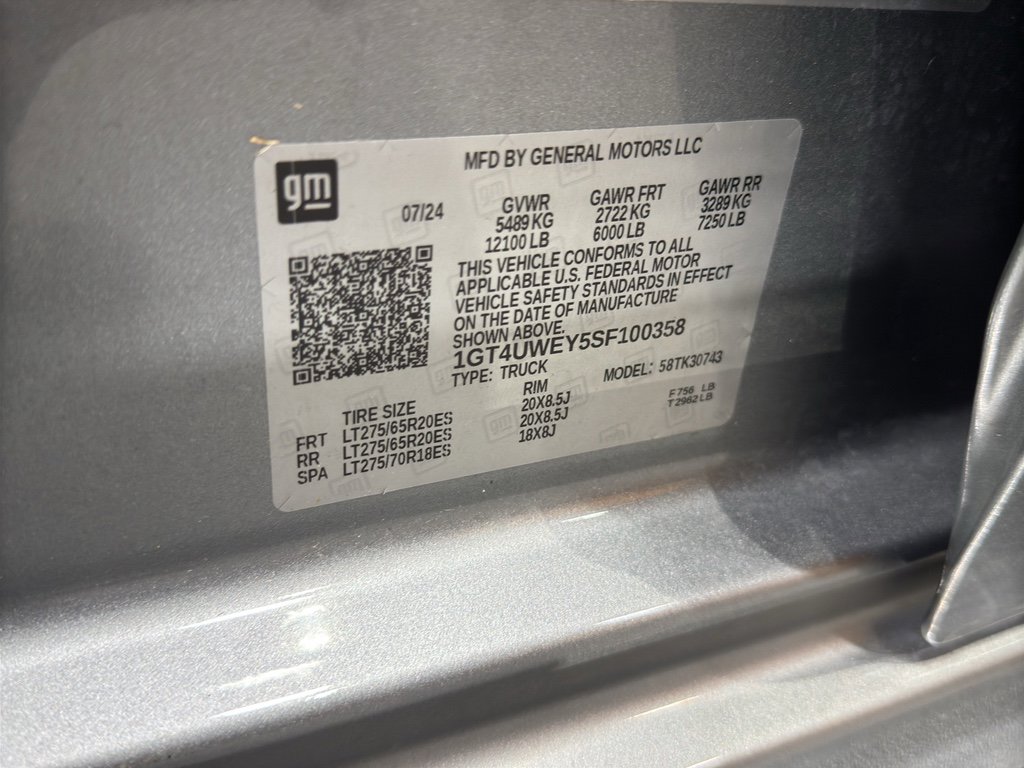 MFD BY GENERAL MOTORS LLC
gm
07/24
GVWR GAWR FRT GAWR RR
5489 KG 2722 KG 3289 KG
12100 LB 6000 LB 7250 LB
THIS VEHICLE CONFORMS TO ALL
APPLICABLE U.S. FEDERAL MOTOR
VEHICLE SAFETY STANDARDS IN EFFECT
ON THE DATE OF MANUFACTURE
SHOWN ABOVE.
1GT4UWEY5SF100358
TYPE: TRUCK MODEL: 58TK30743
TIRE SIZE RIM
FRT LT275/65R20ES 20X8.5J
RR LT275/65R20ES 20X8.5J
SPA LT275/70R18ES 18X8J
F 756 LB
T 2982 LB